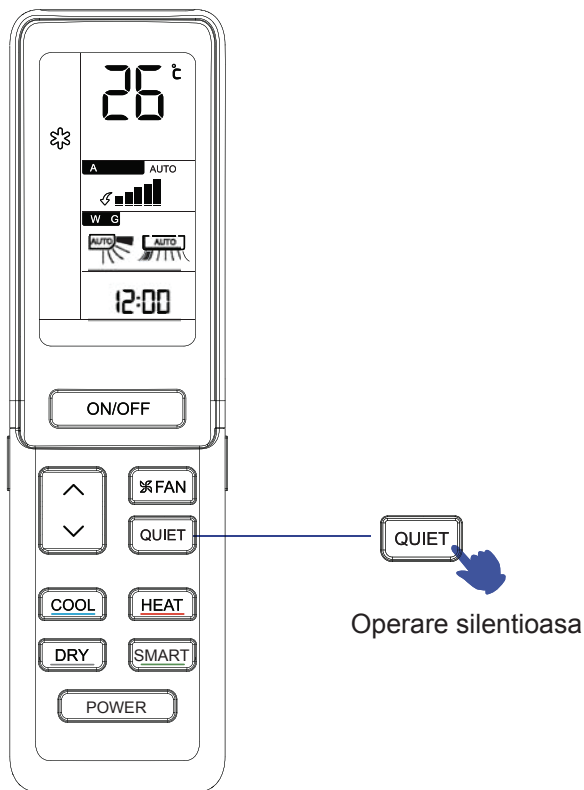 26 °c
A AUTO
W G
AUTO AUTO
12:00
ON/OFF
FAN
QUIET
QUIET
COOL HEAT
Operare silentioasa
DRY SMART
POWER